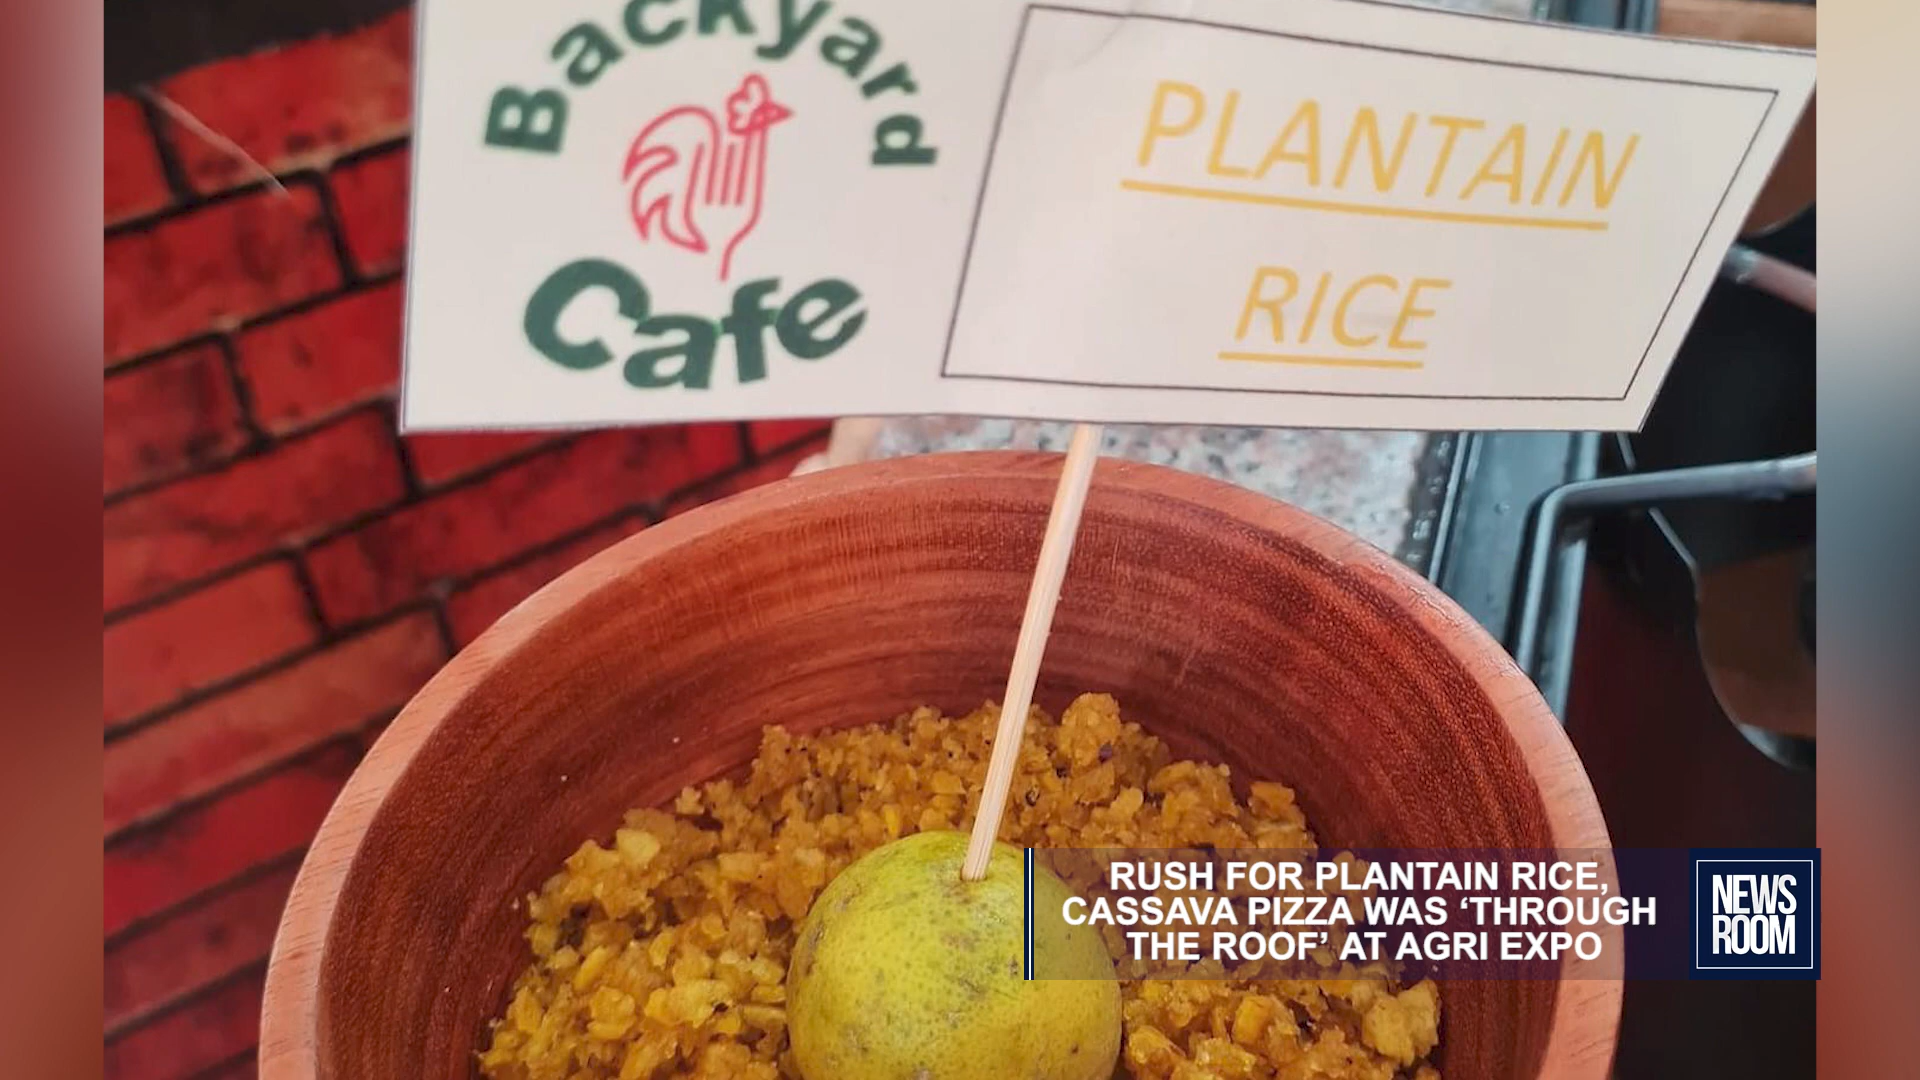 Backyard
Cafe
PLANTAIN
RICE
RUSH FOR PLANTAIN RICE,
CASSAVA PIZZA WAS ‘THROUGH
THE ROOF’ AT AGRI EXPO
NEWS
ROOM